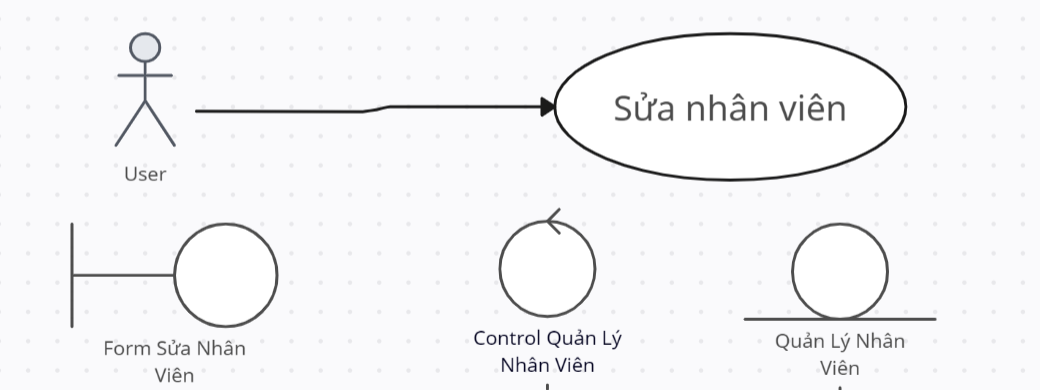 Sửa nhân viên
User
Form Sửa Nhân
Viên
Control Quản Lý
Nhân Viên
Quản Lý Nhân
Viên